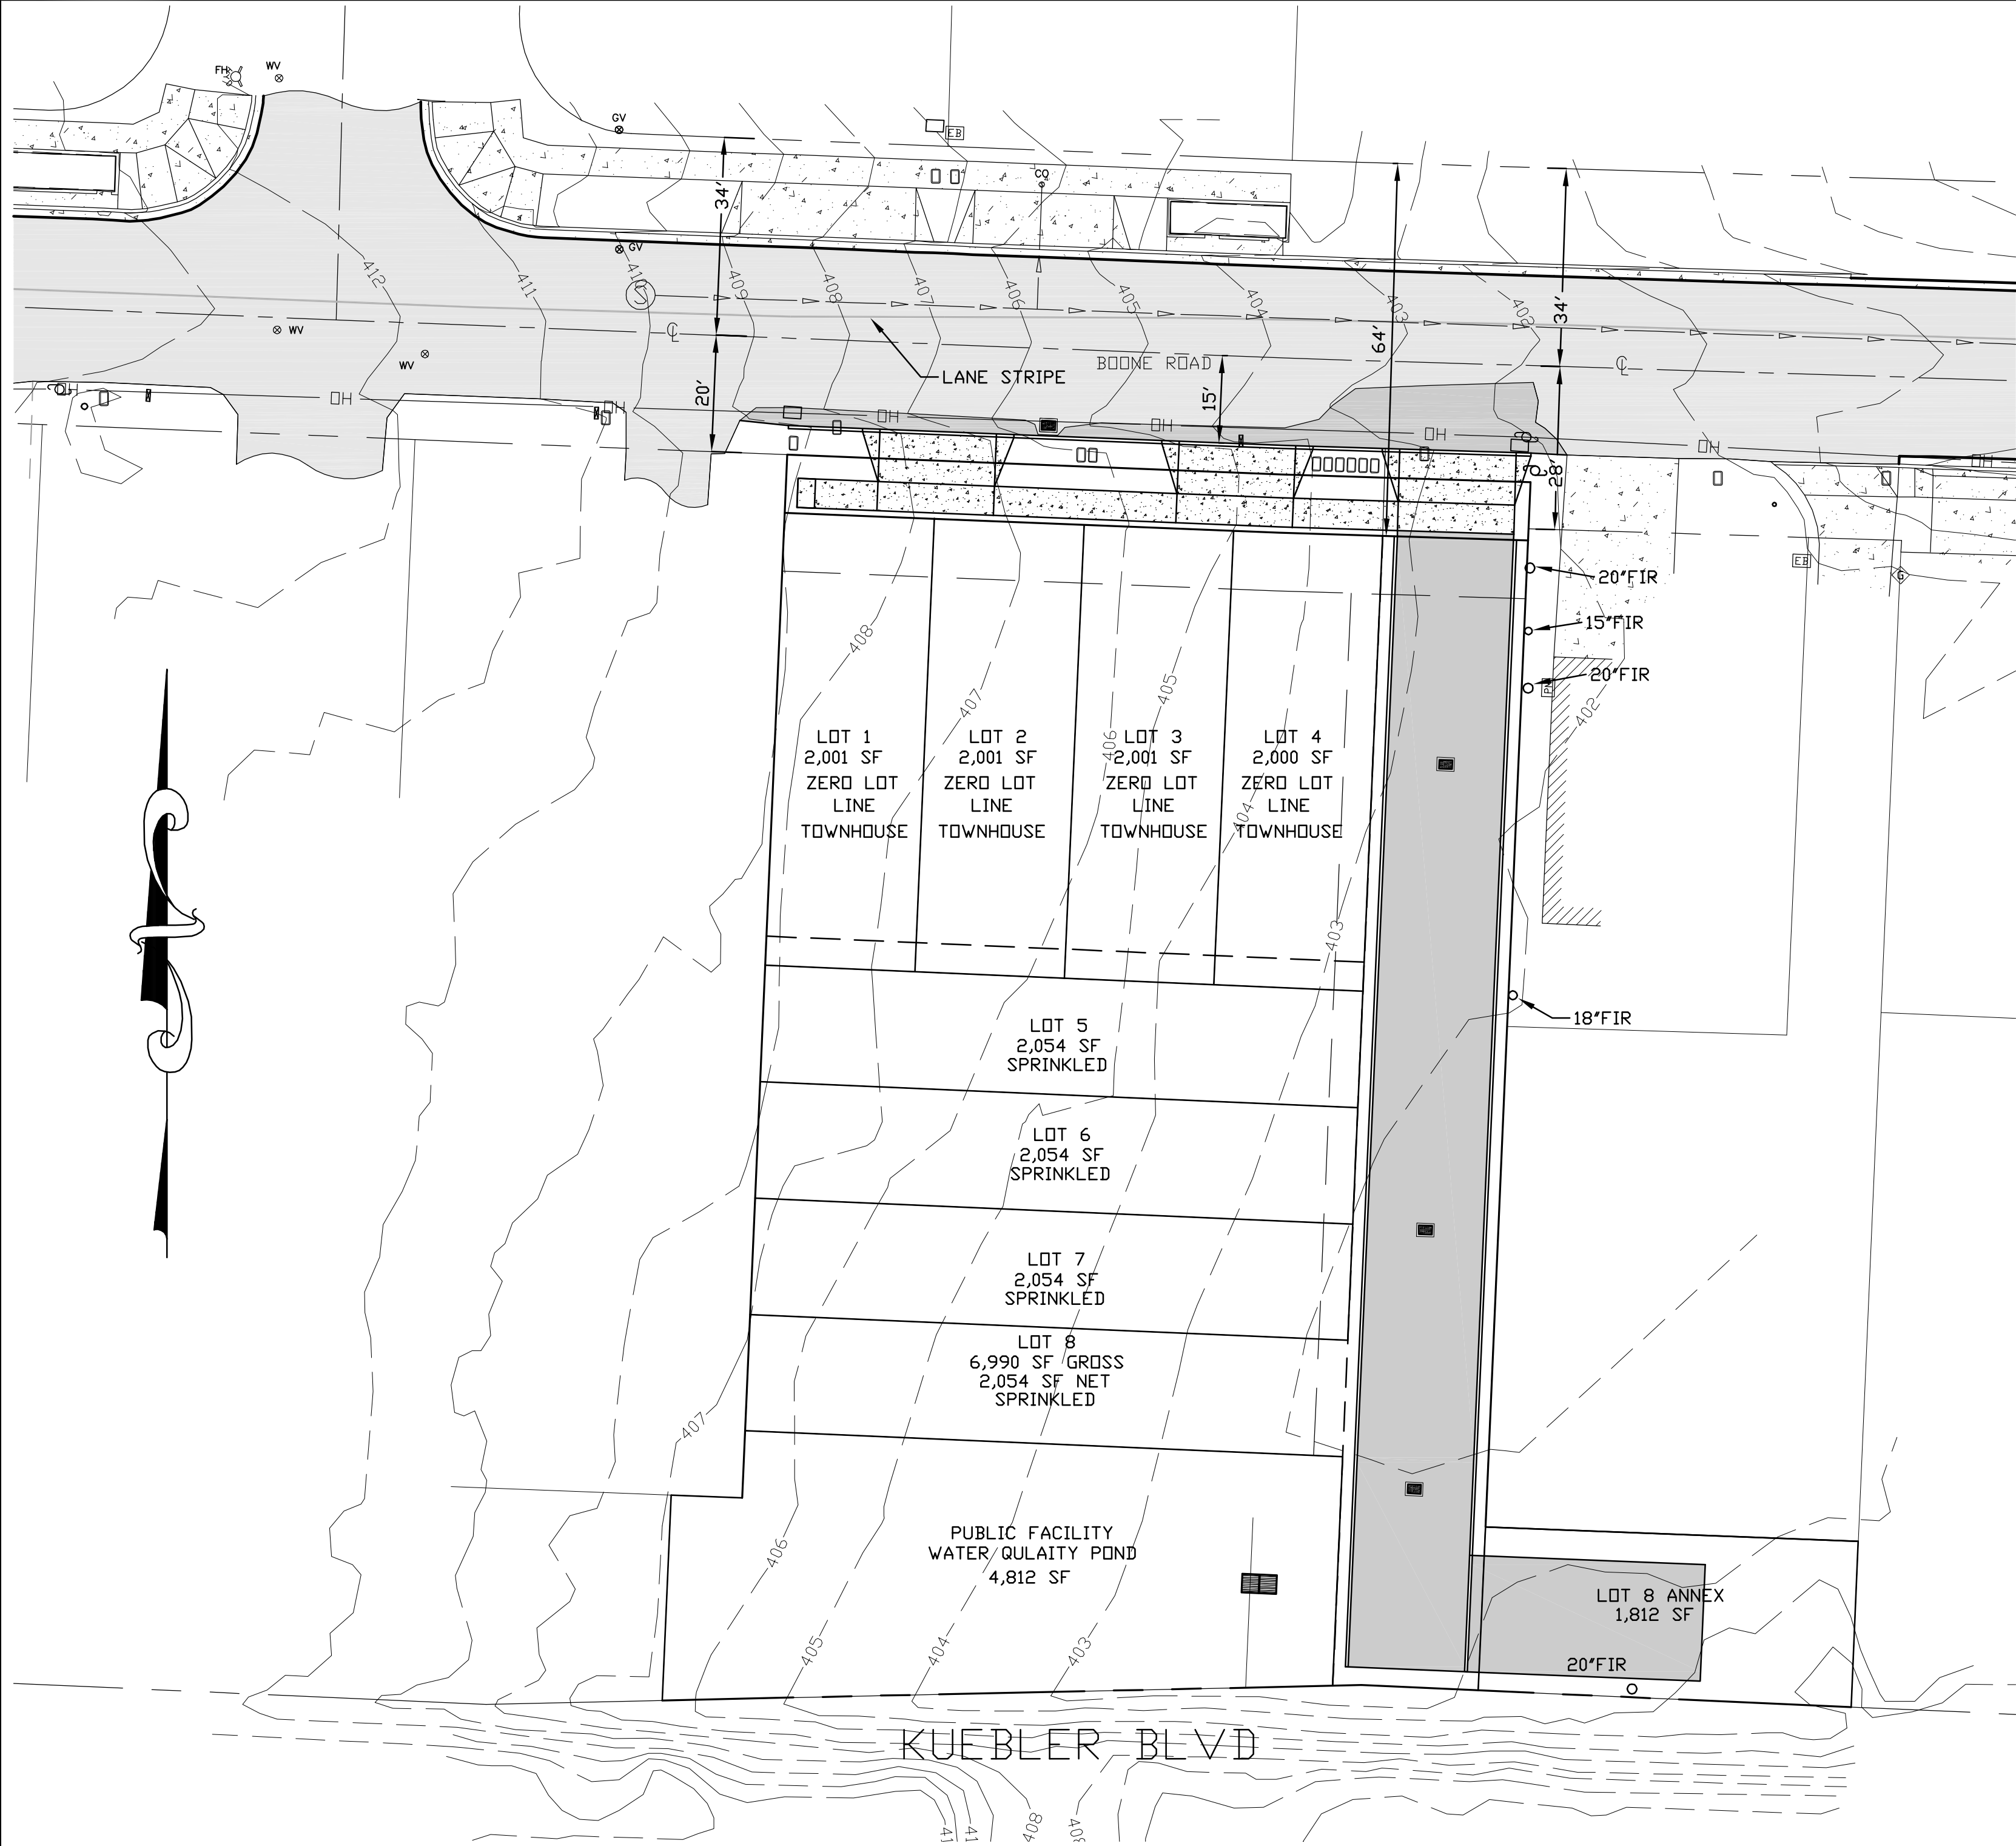 FH
WV
GV
EB
CO
34'
GV
412
411
410
409
408
407
406
405
404
403
402
S
34'
64'
℄
℄
WV
WV
BOONE ROAD
LANE STRIPE
20'
15'
OH
OH
OH
OH
OH
OH
OH
OH
OH
28'
EB
G
20"FIR
15"FIR
20"FIR
PM
402
408
407
405
406
404
403
LOT 1
2,001 SF
ZERO LOT
LINE
TOWNHOUSE
LOT 2
2,001 SF
ZERO LOT
LINE
TOWNHOUSE
LOT 3
2,001 SF
ZERO LOT
LINE
TOWNHOUSE
LOT 4
2,000 SF
ZERO LOT
LINE
TOWNHOUSE
18"FIR
LOT 5
2,054 SF
SPRINKLED
LOT 6
2,054 SF
SPRINKLED
LOT 7
2,054 SF
SPRINKLED
LOT 8
6,990 SF GROSS
2,054 SF NET
SPRINKLED
407
406
405
404
403
PUBLIC FACILITY
WATER QULAITY POND
4,812 SF
LOT 8 ANNEX
1,812 SF
20"FIR
KUEBLER BLVD
408
408